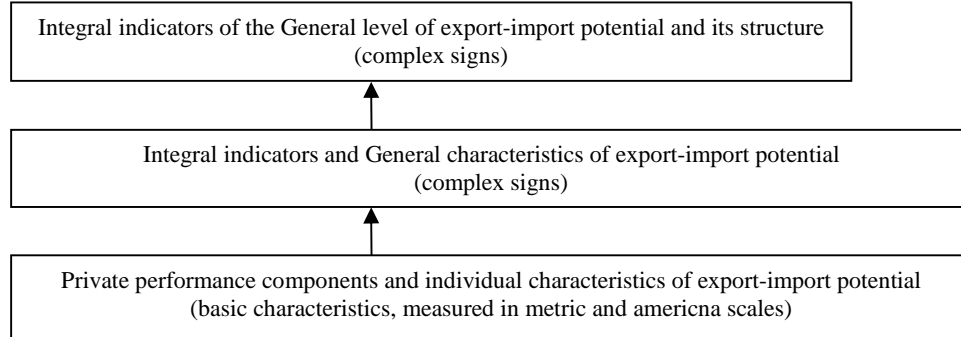 Integral indicators of the General level of export-import potential and its structure
(complex signs)
Integral indicators and General characteristics of export-import potential
(complex signs)
Private performance components and individual characteristics of export-import potential
(basic characteristics, measured in metric and americna scales)